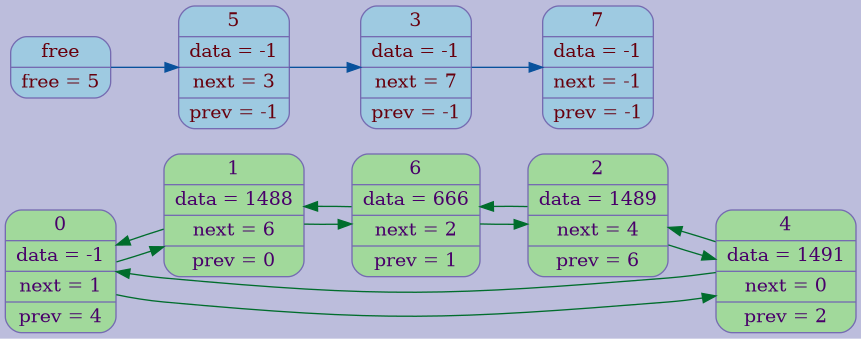 free
free = 5
5
data = -1
next = 3
prev = -1
3
data = -1
next = 7
prev = -1
7
data = -1
next = -1
prev = -1
0
data = -1
next = 1
prev = 4
1
data = 1488
next = 6
prev = 0
6
data = 666
next = 2
prev = 1
2
data = 1489
next = 4
prev = 6
4
data = 1491
next = 0
prev = 2